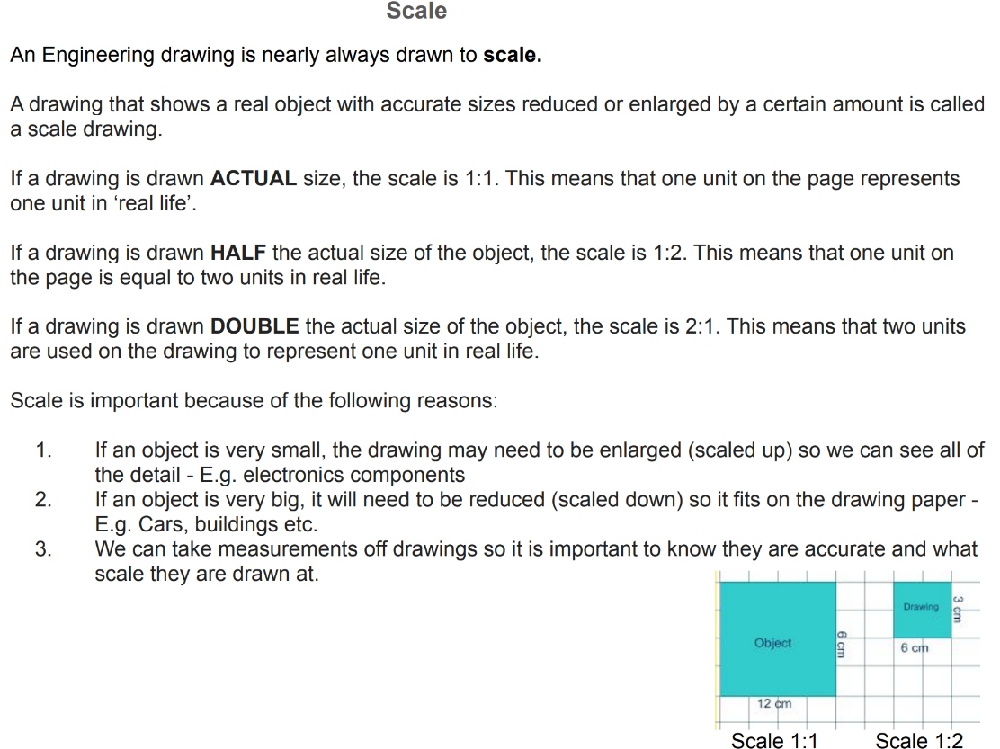 Scale
An Engineering drawing is nearly always drawn to scale.
A drawing that shows a real object with accurate sizes reduced or enlarged by a certain amount is called
a scale drawing.
If a drawing is drawn ACTUAL size, the scale is 1:1. This means that one unit on the page represents
one unit in ‘real life’.
If a drawing is drawn HALF the actual size of the object, the scale is 1:2. This means that one unit on
the page is equal to two units in real life.
If a drawing is drawn DOUBLE the actual size of the object, the scale is 2:1. This means that two units
are used on the drawing to represent one unit in real life.
Scale is important because of the following reasons:
1. If an object is very small, the drawing may need to be enlarged (scaled up) so we can see all of
the detail - E.g. electronics components
2. If an object is very big, it will need to be reduced (scaled down) so it fits on the drawing paper -
E.g. Cars, buildings etc.
3. We can take measurements off drawings so it is important to know they are accurate and what
scale they are drawn at.
Object
6 cm
12 cm
Scale 1:1
Drawing
3 cm
6 cm
Scale 1:2